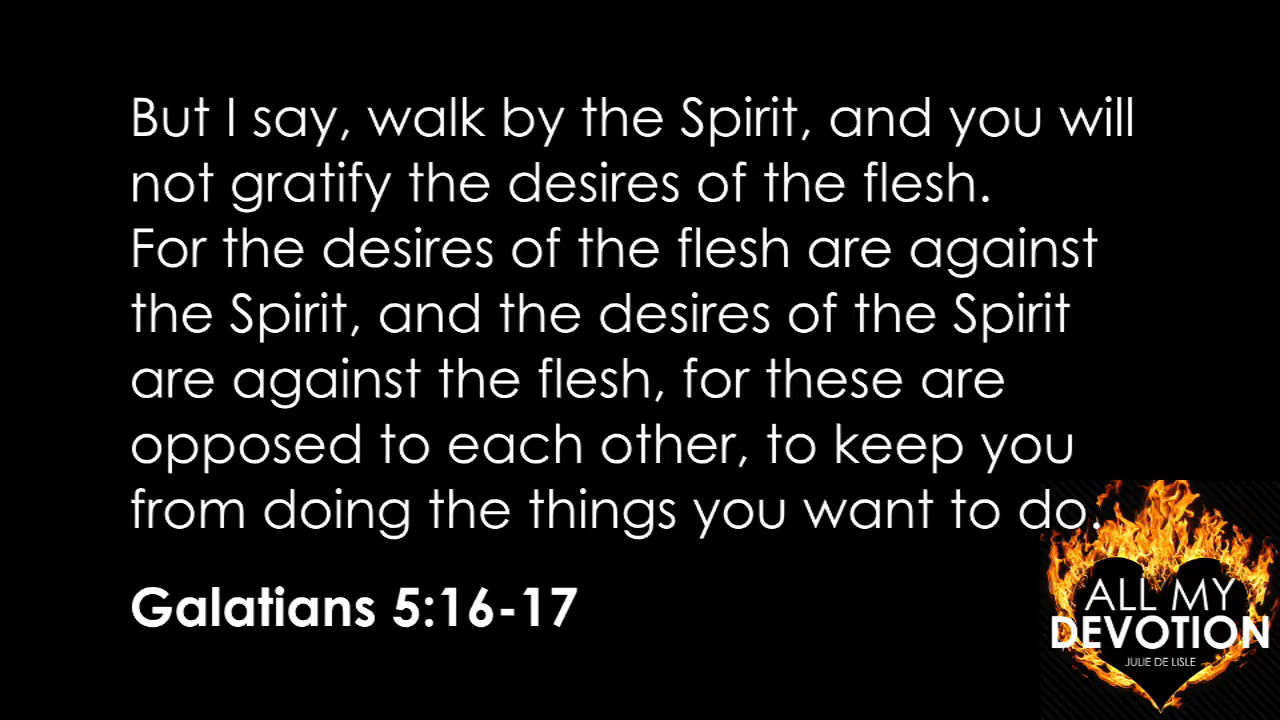 But I say, walk by the Spirit, and you will
not gratify the desires of the flesh.
For the desires of the flesh are against
the Spirit, and the desires of the Spirit
are against the flesh, for these are
opposed to each other, to keep you
from doing the things you want to do.
Galatians 5:16-17
ALL MY
DEVOTION
JULIE DE LISLE